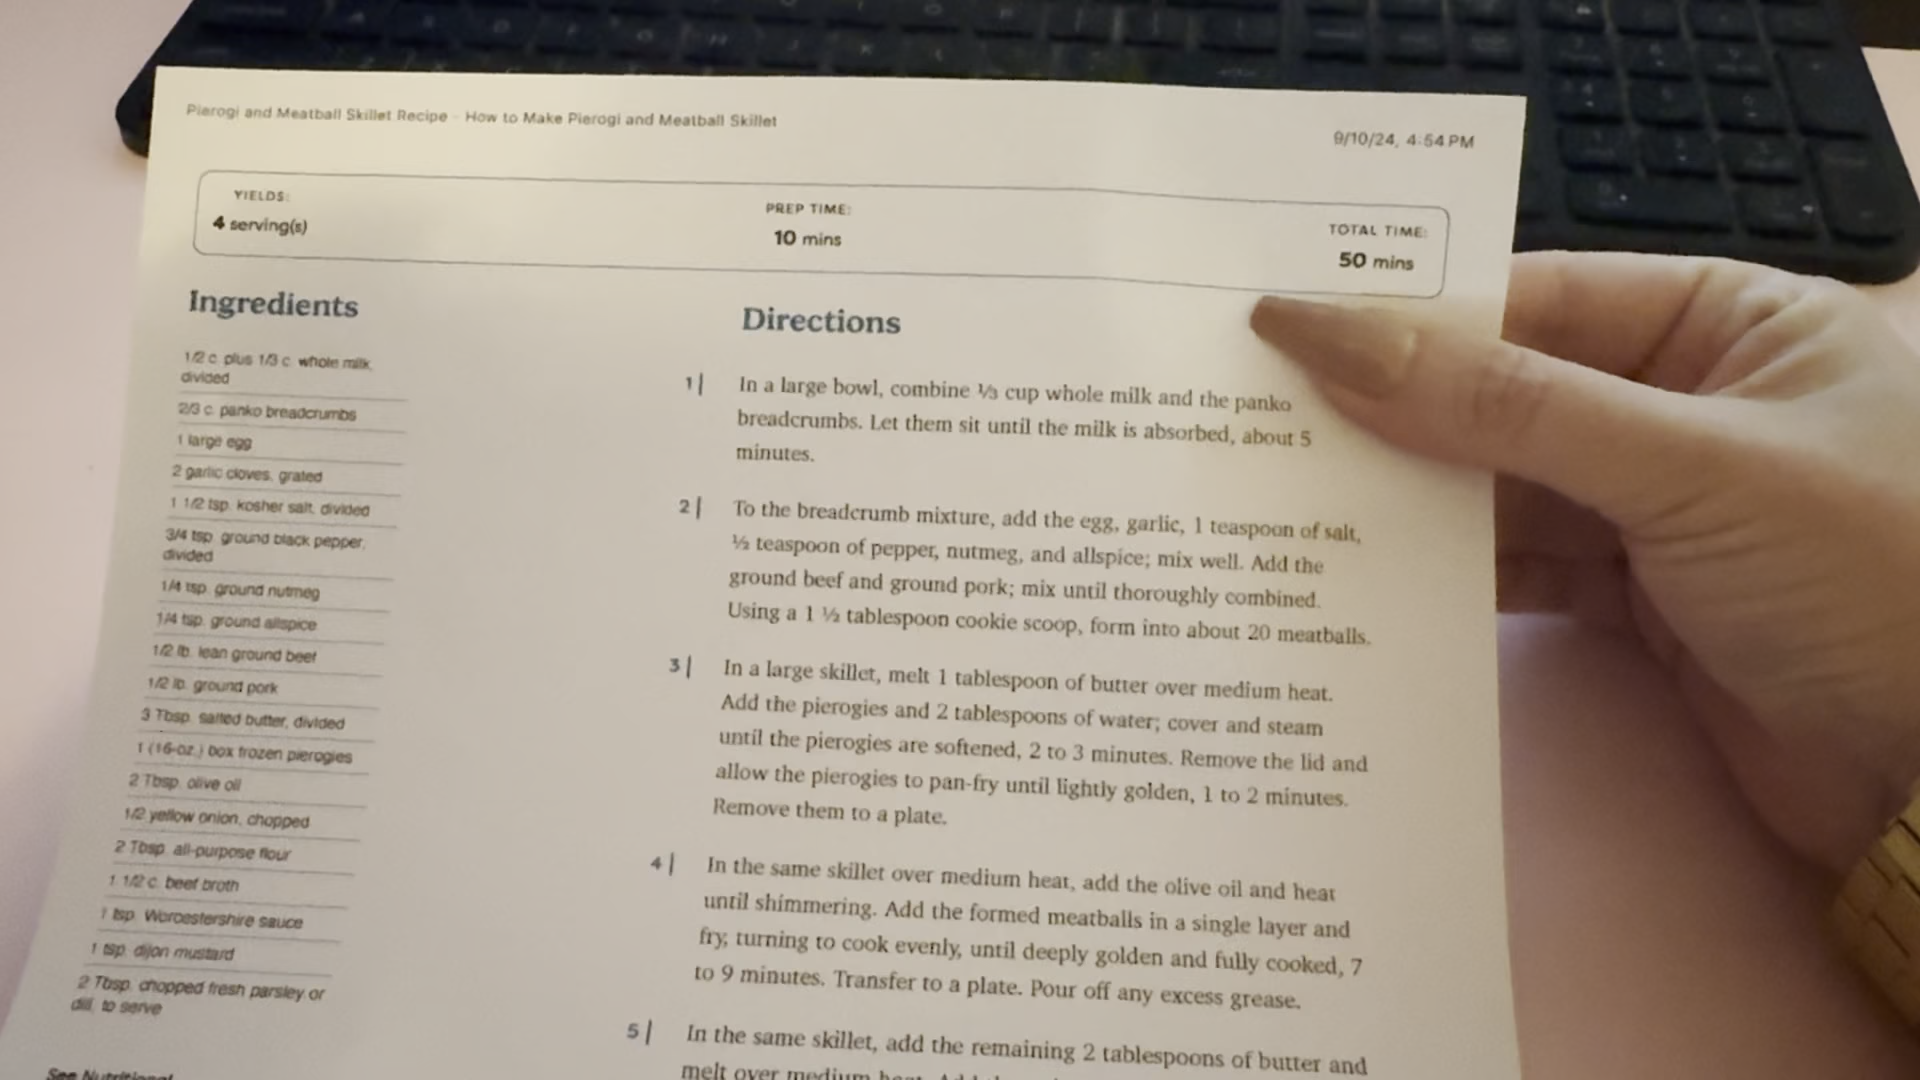 Pierogi and Meatball Skillet Recipe - How to Make Pierogi and Meatball Skillet
9/10/24, 4:54 PM
YIELDS:
4 serving(s)
PREP TIME:
10 mins
TOTAL TIME:
50 mins
Ingredients
1/2 c. plus 1/3 c. whole milk,
divided
2/3 c. panko breadcrumbs
1 large egg
2 garlic cloves, grated
1 1/2 tsp. kosher salt, divided
3/4 tsp. ground black pepper,
divided
1/4 tsp. ground nutmeg
1/4 tsp. ground allspice
1/2 lb. lean ground beef
1/2 lb. ground pork
3 Tbsp. salted butter, divided
1 (16-oz.) box frozen pierogies
2 Tbsp. olive oil
1/2 yellow onion, chopped
2 Tbsp. all-purpose flour
1 1/2 c. beef broth
1 tsp. Worcestershire sauce
1 tsp. dijon mustard
2 Tbsp. chopped fresh parsley or
dill, to serve
See Nutritional
Directions
1| In a large bowl, combine ⅓ cup whole milk and the panko
breadcrumbs. Let them sit until the milk is absorbed, about 5
minutes.
2| To the breadcrumb mixture, add the egg, garlic, 1 teaspoon of salt,
½ teaspoon of pepper, nutmeg, and allspice; mix well. Add the
ground beef and ground pork; mix until thoroughly combined.
Using a 1 ½ tablespoon cookie scoop, form into about 20 meatballs.
3| In a large skillet, melt 1 tablespoon of butter over medium heat.
Add the pierogies and 2 tablespoons of water; cover and steam
until the pierogies are softened, 2 to 3 minutes. Remove the lid and
allow the pierogies to pan-fry until lightly golden, 1 to 2 minutes.
Remove them to a plate.
4| In the same skillet over medium heat, add the olive oil and heat
until shimmering. Add the formed meatballs in a single layer and
fry, turning to cook evenly, until deeply golden and fully cooked, 7
to 9 minutes. Transfer to a plate. Pour off any excess grease.
5| In the same skillet, add the remaining 2 tablespoons of butter and
melt over medium heat. Add